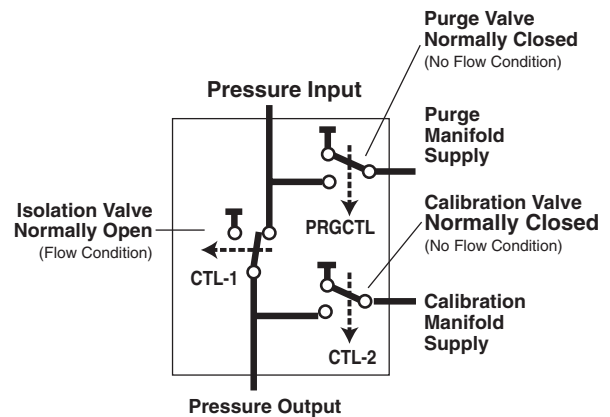 Purge Valve
Normally Closed
(No Flow Condition)
Pressure Input
Purge
Manifold
Supply
Isolation Valve
Normally Open
(Flow Condition)
PRGCTL
Calibration Valve
Normally Closed
(No Flow Condition)
CTL-1
Calibration
Manifold
Supply
CTL-2
Pressure Output